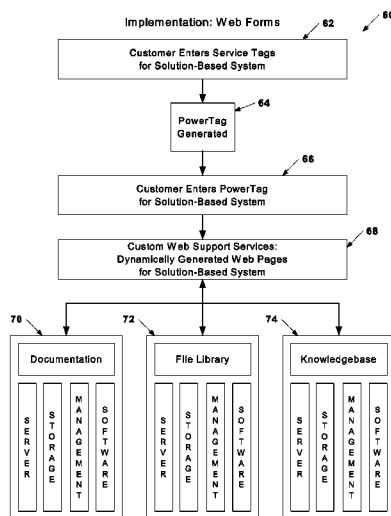 Implementation: Web Forms
60
62
Customer Enters Service Tags
for Solution-Based System
64
PowerTag
Generated
66
Customer Enters PowerTag
for Solution-Based System
68
Custom Web Support Services:
Dynamically Generated Web Pages
for Solution-Based System
70
Documentation
SERVER
STORAGE
MANAGEMENT
SOFTWARE
72
File Library
SERVER
STORAGE
MANAGEMENT
SOFTWARE
74
Knowledgebase
SERVER
STORAGE
MANAGEMENT
SOFTWARE